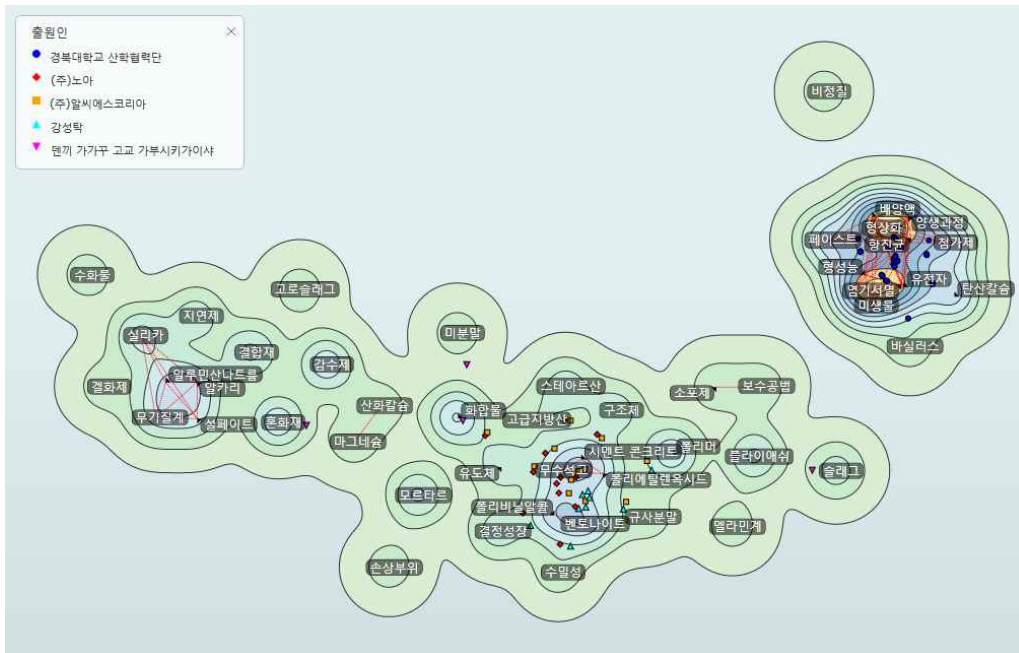 출원인
경북대학교 산학협력단
(주)노아
(주)알씨에스코리아
강성탁
덴끼 가가꾸 고교 가부시키가이샤
비정질
배양액
형상화
양생과정
페이스트
항진균
첨가제
형성능
유전자
염기서열
탄산칼슘
미생물
바실러스
수화물
고로슬래그
지연제
실리카
미분말
결합재
감수제
알루민산나트륨
경화제
알카리
스테아르산
보수공법
소포제
산화칼슘
화합물
구조체
무기질계
설페이트
혼화재
고급지방산
마그네슘
시멘트 콘크리트
폴리머
플라이애쉬
유도체
무수석고
슬래그
폴리에틸렌옥시드
모르타르
폴리비닐알콜
규사분말
벤토나이트
결정성장
멜라민계
손상부위
수밀성